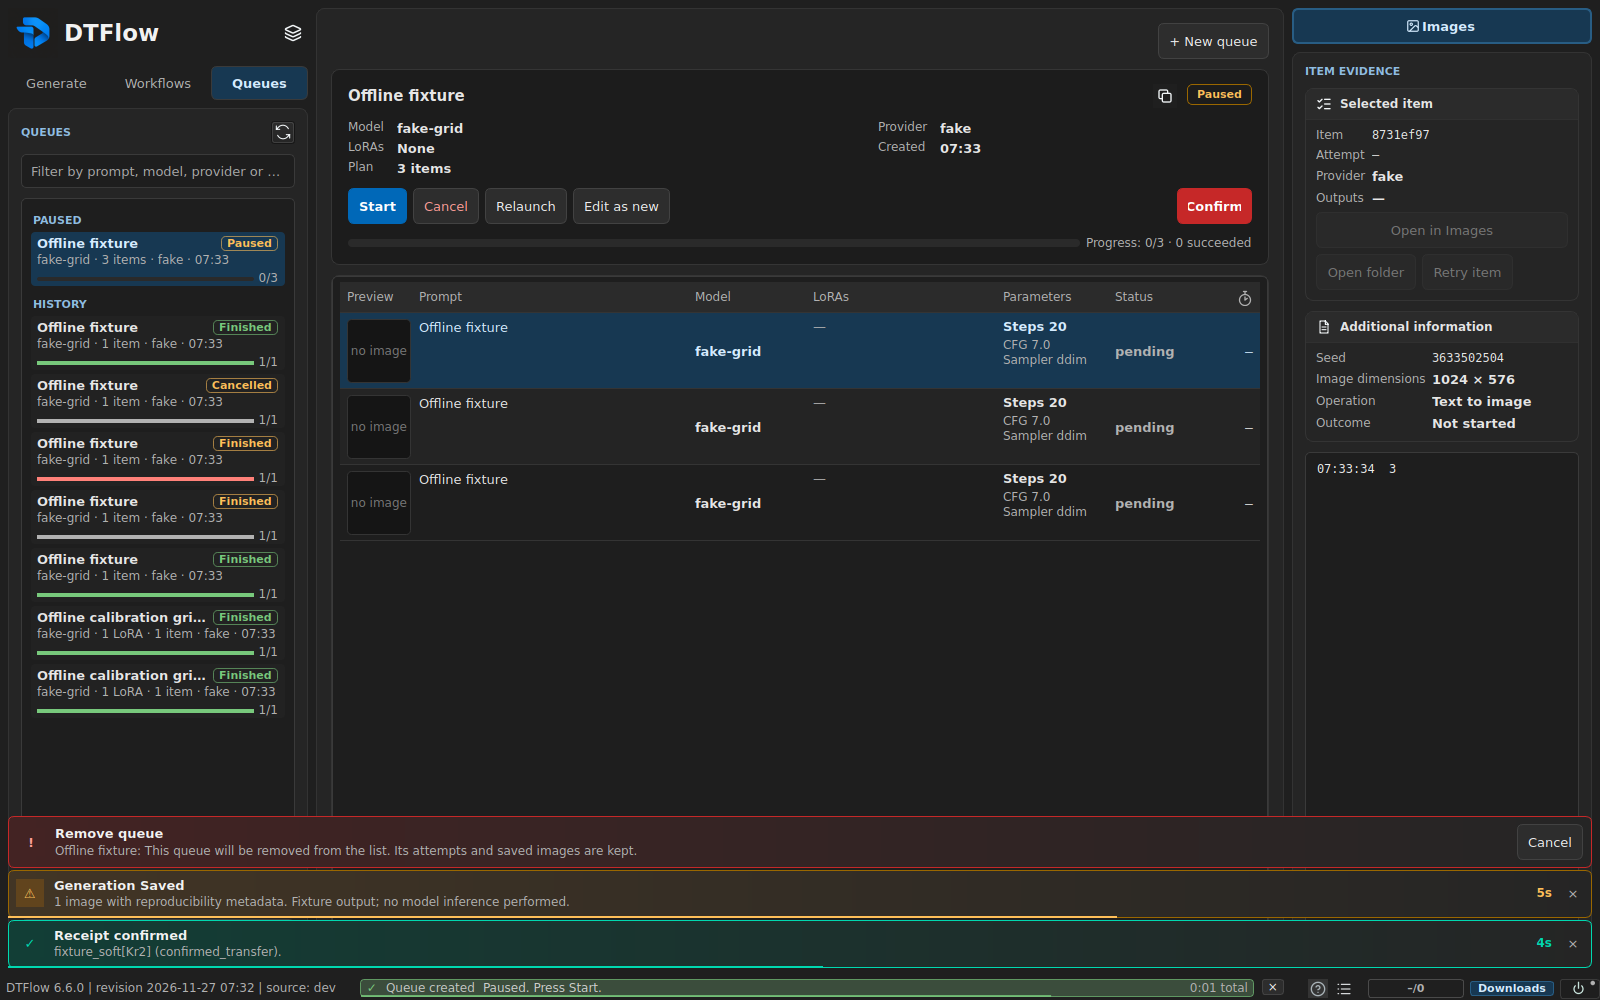 DTFlow
Generate Workflows Queues
QUEUES
Filter by prompt, model, provider or ...
PAUSED
Offline fixture Paused
fake-grid · 3 items · fake · 07:33
0/3
HISTORY
Offline fixture Finished
fake-grid · 1 item · fake · 07:33
1/1
Offline fixture Cancelled
fake-grid · 1 item · fake · 07:33
1/1
Offline fixture Finished
fake-grid · 1 item · fake · 07:33
1/1
Offline fixture Finished
fake-grid · 1 item · fake · 07:33
1/1
Offline fixture Finished
fake-grid · 1 item · fake · 07:33
1/1
Offline calibration gri... Finished
fake-grid · 1 LoRA · 1 item · fake · 07:33
1/1
Offline calibration gri... Finished
fake-grid · 1 LoRA · 1 item · fake · 07:33
1/1
+ New queue
Offline fixture Paused
Model fake-grid Provider fake
LoRAs None Created 07:33
Plan 3 items
Start Cancel Relaunch Edit as new Confirm
Progress: 0/3 · 0 succeeded
Preview Prompt Model LoRAs Parameters Status
Offline fixture — Steps 20
no image fake-grid CFG 7.0 pending –
Sampler ddim
Offline fixture — Steps 20
no image fake-grid CFG 7.0 pending –
Sampler ddim
Offline fixture — Steps 20
no image fake-grid CFG 7.0 pending –
Sampler ddim
Images
ITEM EVIDENCE
Selected item
Item 8731ef97
Attempt –
Provider fake
Outputs —
Open in Images
Open folder Retry item
Additional information
Seed 3633502504
Image dimensions 1024 × 576
Operation Text to image
Outcome Not started
07:33:34 3
! Remove queue
Offline fixture: This queue will be removed from the list. Its attempts and saved images are kept.
Cancel
Generation Saved
1 image with reproducibility metadata. Fixture output; no model inference performed.
5s ×
Receipt confirmed
fixture_soft[Kr2] (confirmed_transfer).
4s ×
DTFlow 6.6.0 | revision 2026-11-27 07:32 | source: dev
✓ Queue created Paused. Press Start. 0:01 total ×
–/0 Downloads